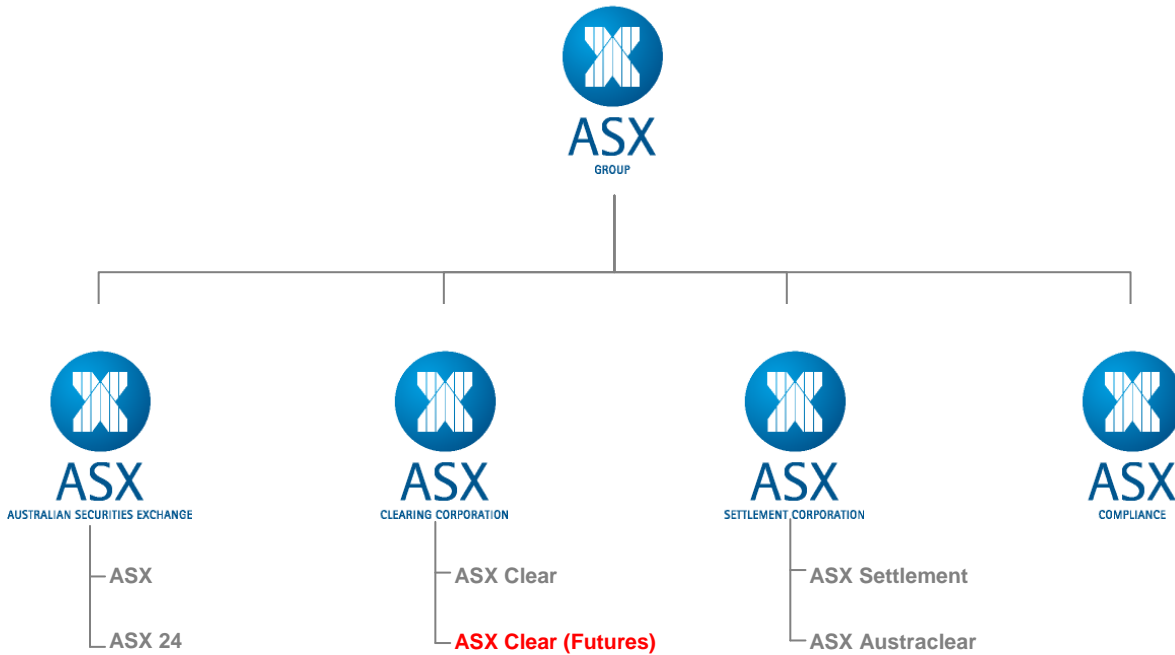 ASX
GROUP
ASX
AUSTRALIAN SECURITIES EXCHANGE
ASX
ASX 24
ASX
CLEARING CORPORATION
ASX Clear
ASX Clear (Futures)
ASX
SETTLEMENT CORPORATION
ASX Settlement
ASX Austraclear
ASX
COMPLIANCE